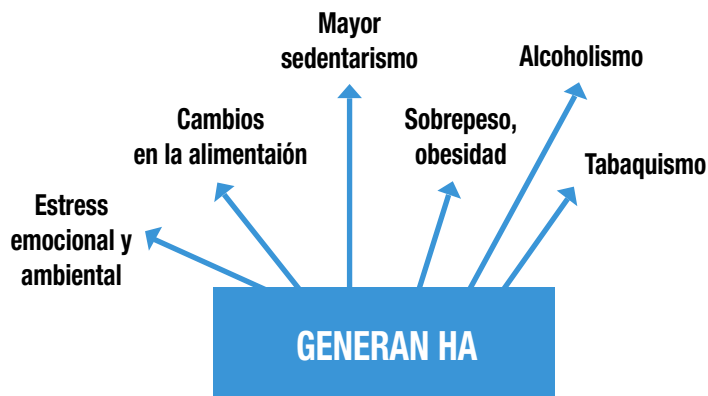 Mayor
sedentarismo
Alcoholismo
Cambios
en la alimentaión
Sobrepeso,
obesidad
Tabaquismo
Estress
emocional y
ambiental
GENERAN HA